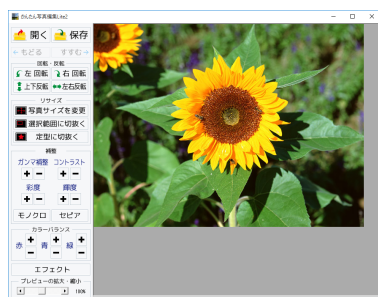 かんたん写真編集Lite2
開く 保存
←もどる すすむ→
回転・反転
左 回転 右 回転
上下反転 左右反転
リサイズ
写真サイズを変更
選択範囲に切抜く
定型に切抜く
補整
ガンマ補整 コントラスト
+ − + −
彩度 輝度
+ − + −
モノクロ セピア
カラーバランス
赤 + − 青 + − 緑 + −
エフェクト
プレビューの拡大・縮小
100%